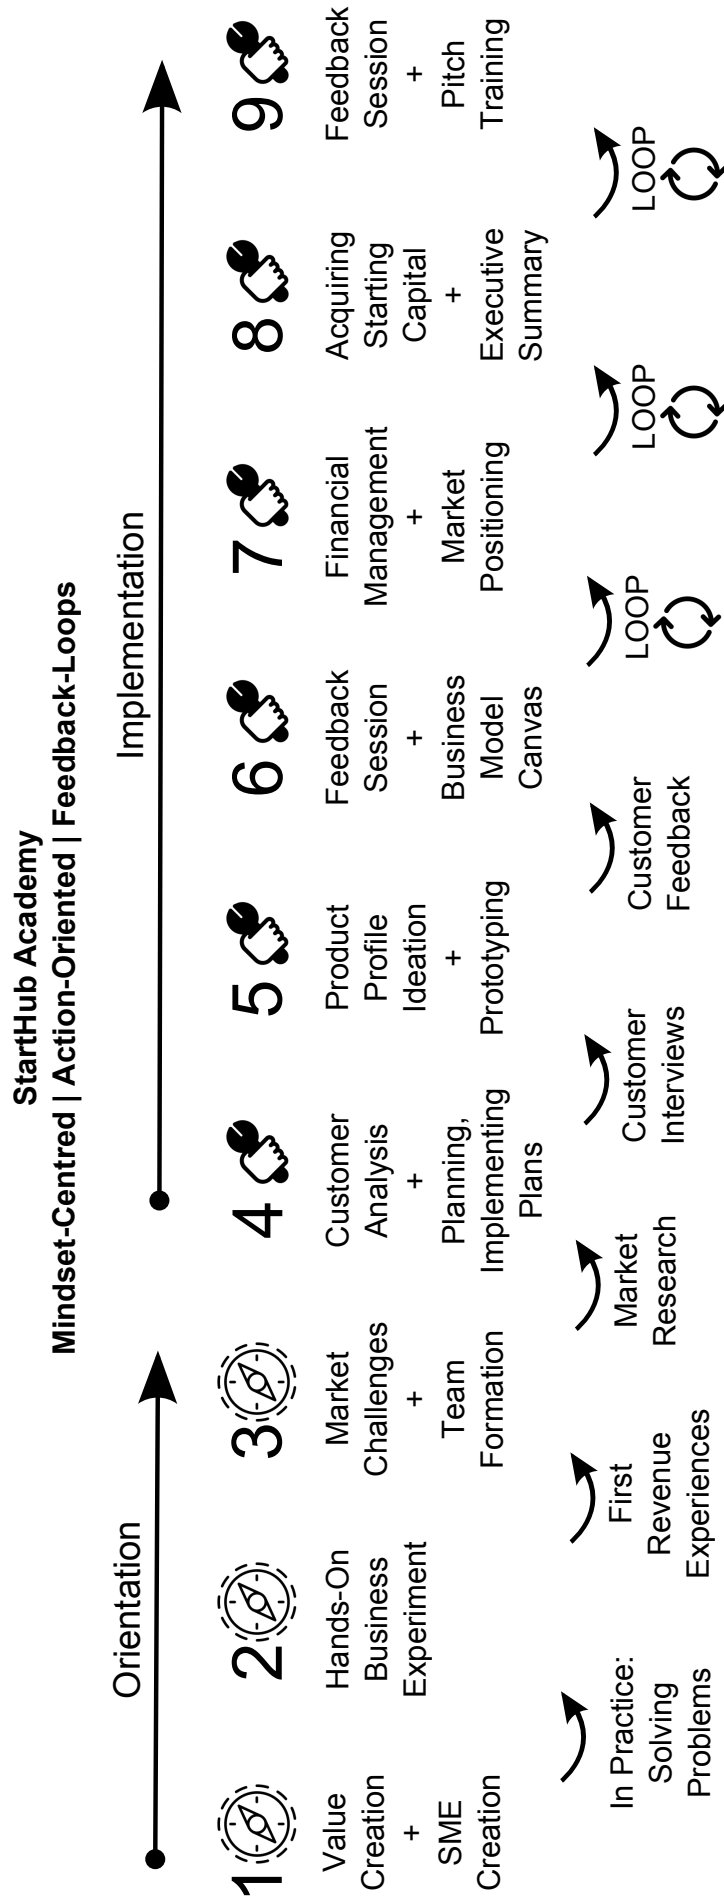 StartHub Academy
Mindset-Centred | Action-Oriented | Feedback-Loops
Orientation
Implementation
1
Value
Creation
+
SME
Creation
2
Hands-On
Business
Experiment
3
Market
Challenges
+
Team
Formation
4
Customer
Analysis
+
Planning,
Implementing
Plans
5
Product
Profile
Ideation
+
Prototyping
6
Feedback
Session
+
Business
Model
Canvas
7
Financial
Management
+
Market
Positioning
8
Acquiring
Starting
Capital
+
Executive
Summary
9
Feedback
Session
+
Pitch
Training
In Practice:
Solving
Problems
First
Revenue
Experiences
Market
Research
Customer
Interviews
Customer
Feedback
LOOP
LOOP
LOOP